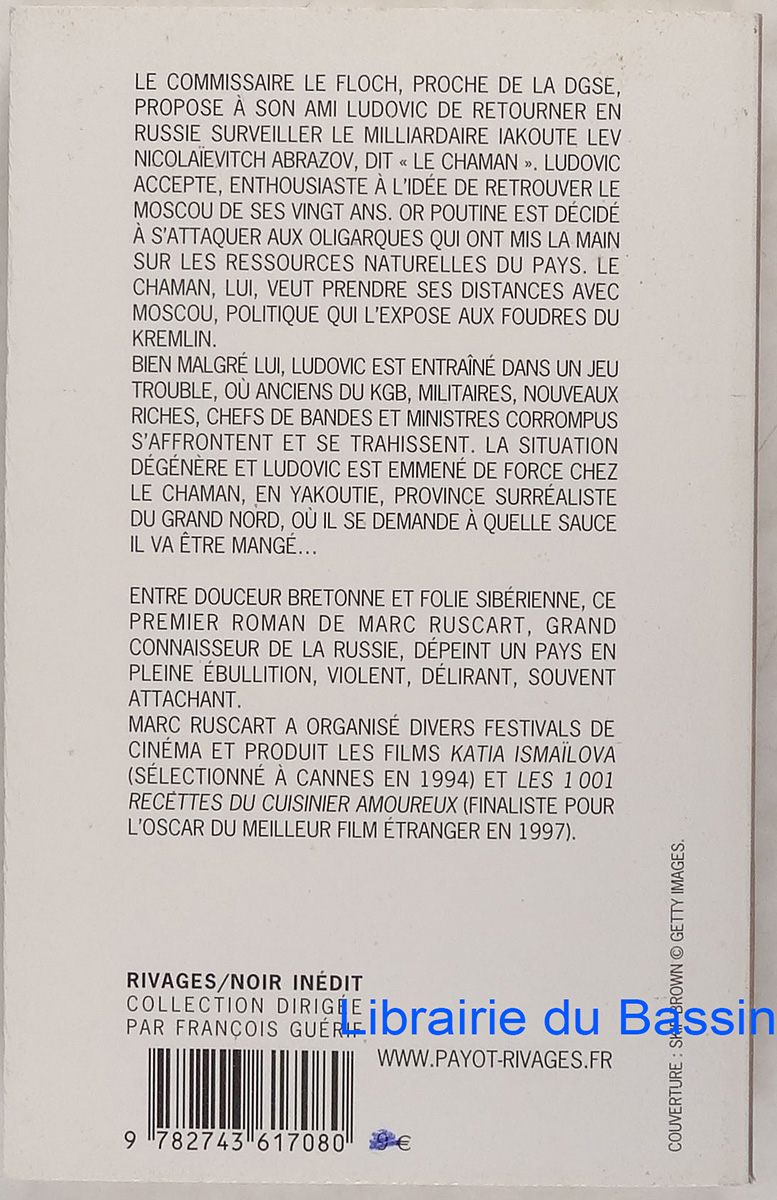 LE COMMISSAIRE LE FLOCH, PROCHE DE LA DGSE,
PROPOSE À SON AMI LUDOVIC DE RETOURNER EN
RUSSIE SURVEILLER LE MILLIARDAIRE IAKOUTE LEV
NICOLAÏEVITCH ABRAZOV, DIT « LE CHAMAN ». LUDOVIC
ACCEPTE, ENTHOUSIASTE À L'IDÉE DE RETROUVER LE
MOSCOU DE SES VINGT ANS. OR POUTINE EST DÉCIDÉ
À S'ATTAQUER AUX OLIGARQUES QUI ONT MIS LA MAIN
SUR LES RESSOURCES NATURELLES DU PAYS. LE
CHAMAN, LUI, VEUT PRENDRE SES DISTANCES AVEC
MOSCOU, POLITIQUE QUI L'EXPOSE AUX FOUDRES DU
KREMLIN.
BIEN MALGRÉ LUI, LUDOVIC EST ENTRAÎNÉ DANS UN JEU
TROUBLE, OÙ ANCIENS DU KGB, MILITAIRES, NOUVEAUX
RICHES, CHEFS DE BANDES ET MINISTRES CORROMPUS
S'AFFRONTENT ET SE TRAHISSENT. LA SITUATION
DÉGÉNÈRE ET LUDOVIC EST EMMENÉ DE FORCE CHEZ
LE CHAMAN, EN YAKOUTIE, PROVINCE SURRÉALISTE
DU GRAND NORD, OÙ IL SE DEMANDE À QUELLE SAUCE
IL VA ÊTRE MANGÉ...
ENTRE DOUCEUR BRETONNE ET FOLIE SIBÉRIENNE, CE
PREMIER ROMAN DE MARC RUSCART, GRAND
CONNAISSEUR DE LA RUSSIE, DÉPEINT UN PAYS EN
PLEINE ÉBULLITION, VIOLENT, DÉLIRANT, SOUVENT
ATTACHANT.
MARC RUSCART A ORGANISÉ DIVERS FESTIVALS DE
CINÉMA ET PRODUIT LES FILMS KATIA ISMAÏLOVA
(SÉLECTIONNÉ À CANNES EN 1994) ET LES 1001
RECETTES DU CUISINIER AMOUREUX (FINALISTE POUR
L'OSCAR DU MEILLEUR FILM ÉTRANGER EN 1997).
RIVAGES/NOIR INÉDIT
COLLECTION DIRIGÉE
PAR FRANÇOIS GUÉRIF
Librairie du Bassin
WWW.PAYOT-RIVAGES.FR
9 782743 617080
9 €
COUVERTURE : SKIP BROWN © GETTY IMAGES.